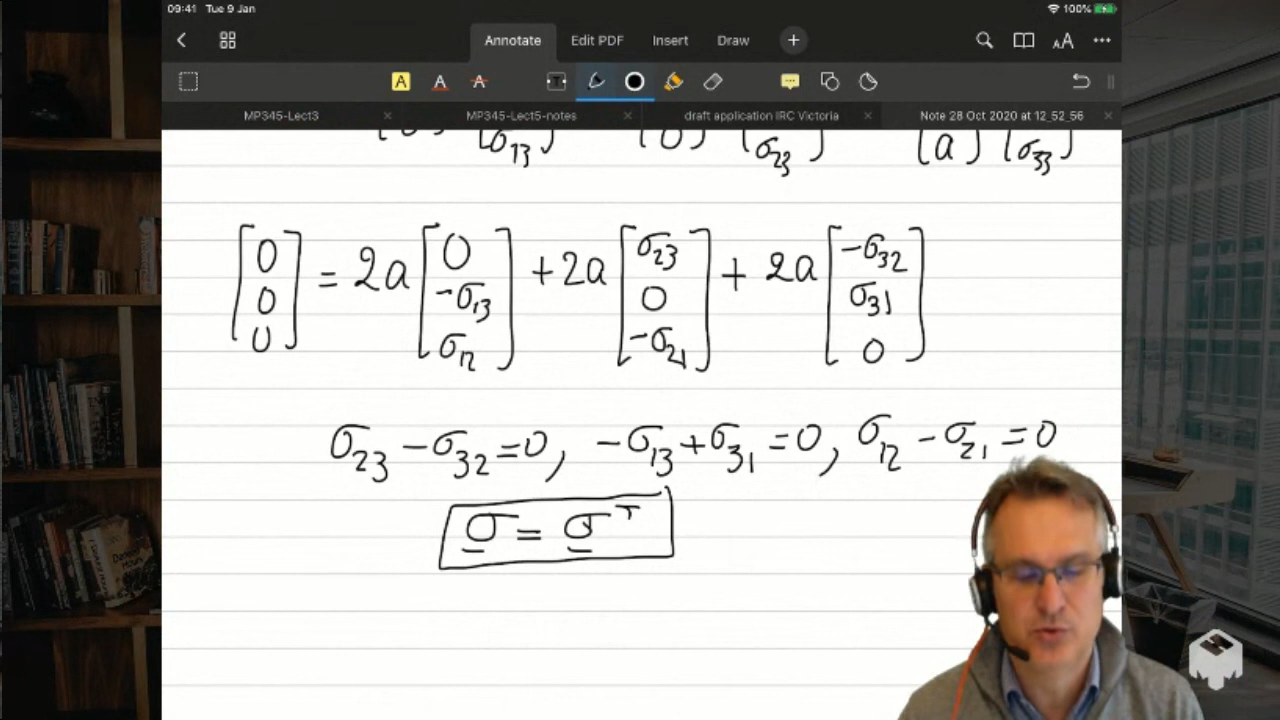 09:41 Tue 9 Jan 100%
Annotate Edit PDF Insert Draw
MP345-Lect3 MP345-Lect5-notes draft application IRC Victoria Note 28 Oct 2020 at 12_52_56
σ13 σ23 (a) σ33
[0 0 0] = 2a [0 -σ13 σ12] + 2a [σ23 0 -σ21] + 2a [-σ32 σ31 0]
σ23 - σ32 = 0, -σ13 + σ31 = 0, σ12 - σ21 = 0
σ = σᵀ